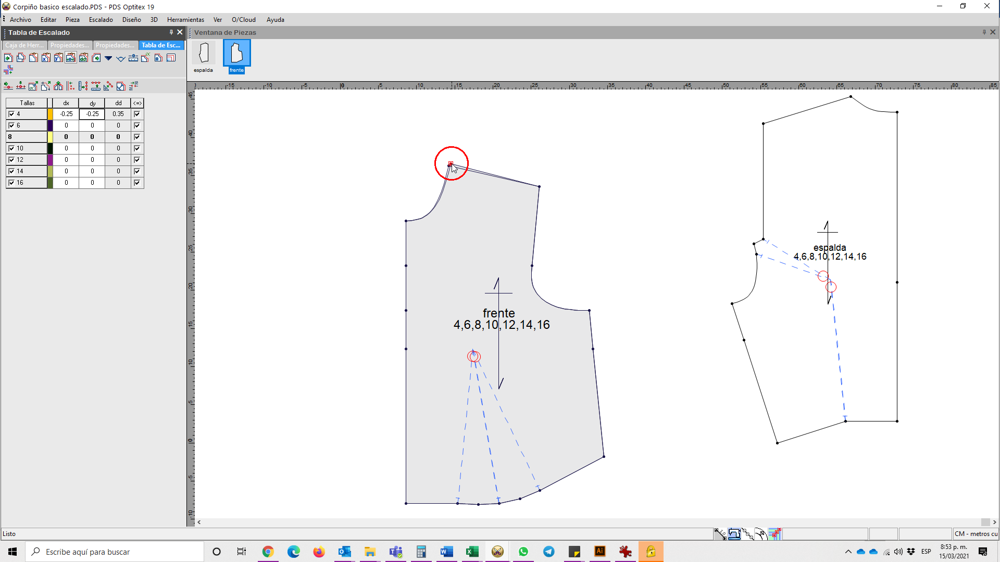 Corpiño basico escalado.PDS - PDS Optitex 19
Archivo Editar Pieza Escalado Diseño 3D Herramientas Ver O/Cloud Ayuda
Tabla de Escalado
Caja de Herr... Propiedades... Propiedades... Tabla de Esc...
Ventana de Piezas
espalda
frente
-15 -10 -5 0 5 10 15 20 25 30 35 40 45 50 55 60 65 70 75 80 85
45
40
35
30
25
20
15
10
5
0
-5
-10
Tallas dx dy dd <=>
4 -0.25 -0.25 0.35
6 0 0 0
8 0 0 0
10 0 0 0
12 0 0 0
14 0 0 0
16 0 0 0
frente
4,6,8,10,12,14,16
espalda
4,6,8,10,12,14,16
Listo
CM - metros cu
Escribe aquí para buscar
ESP
8:53 p. m.
15/03/2021